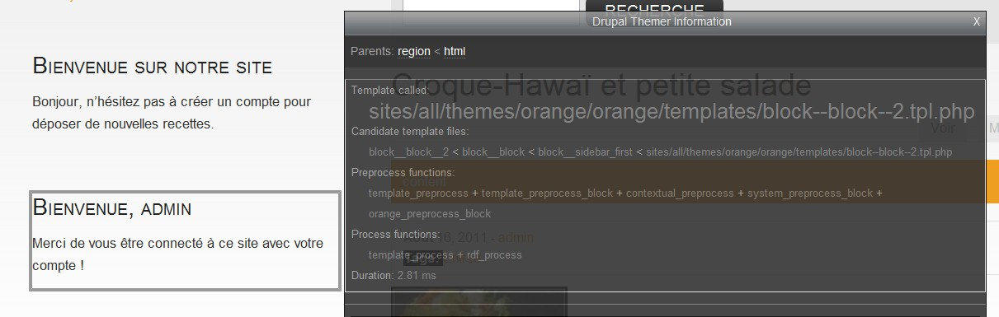 RECHERCHE
Bienvenue sur notre site
Bonjour, n’hésitez pas à créer un compte pour
déposer de nouvelles recettes.
Bienvenue, admin
Merci de vous être connecté à ce site avec votre
compte !
Drupal Themer Information X
Parents: region < html
Croque-Hawaï et petite salade
Template called:
sites/all/themes/orange/orange/templates/block--block--2.tpl.php
Voir M
Candidate template files:
block__block__2 < block__block < block__sidebar_first < sites/all/themes/orange/orange/templates/block--block--2.tpl.php
Preprocess functions:
template_preprocess + template_preprocess_block + contextual_preprocess + system_preprocess_block +
orange_preprocess_block
Process functions:
16, 2011 - admin
template_process + rdf_process
Tags:
Duration: 2.81 ms